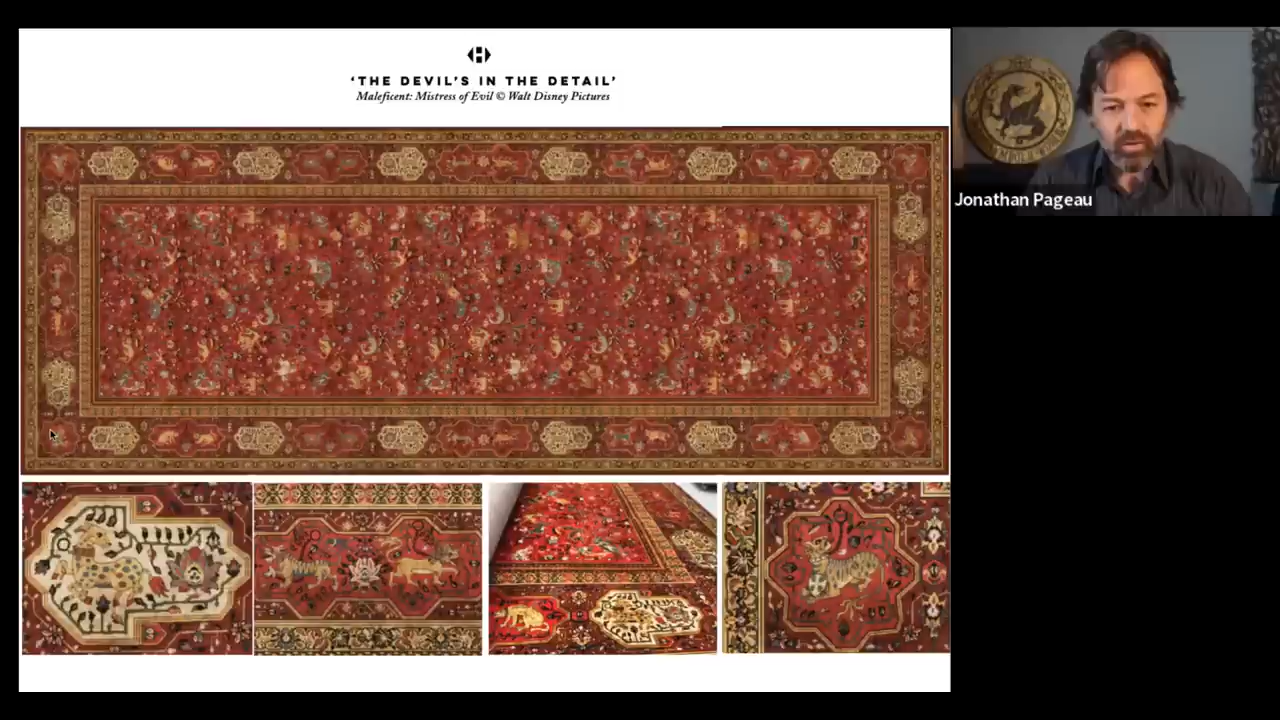 ‘THE DEVIL’S IN THE DETAIL’
Maleficent: Mistress of Evil © Walt Disney Pictures
Jonathan Pageau